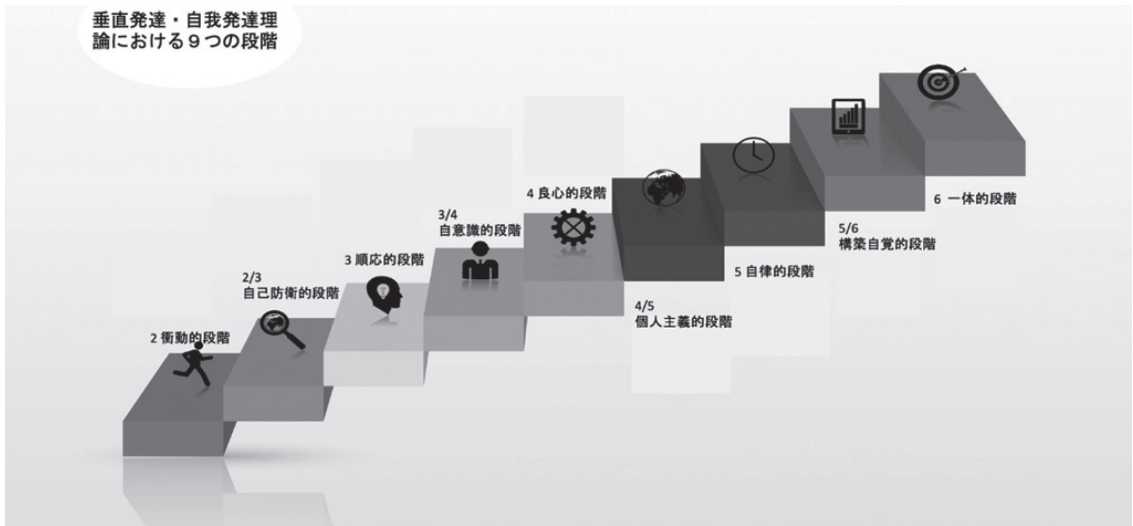 垂直発達・自我発達理
論における９つの段階
2 衝動的段階
2/3
自己防衛的段階
3 順応的段階
3/4
自意識的段階
4 良心的段階
4/5
個人主義的段階
5 自律的段階
5/6
構築自覚的段階
6 一体的段階